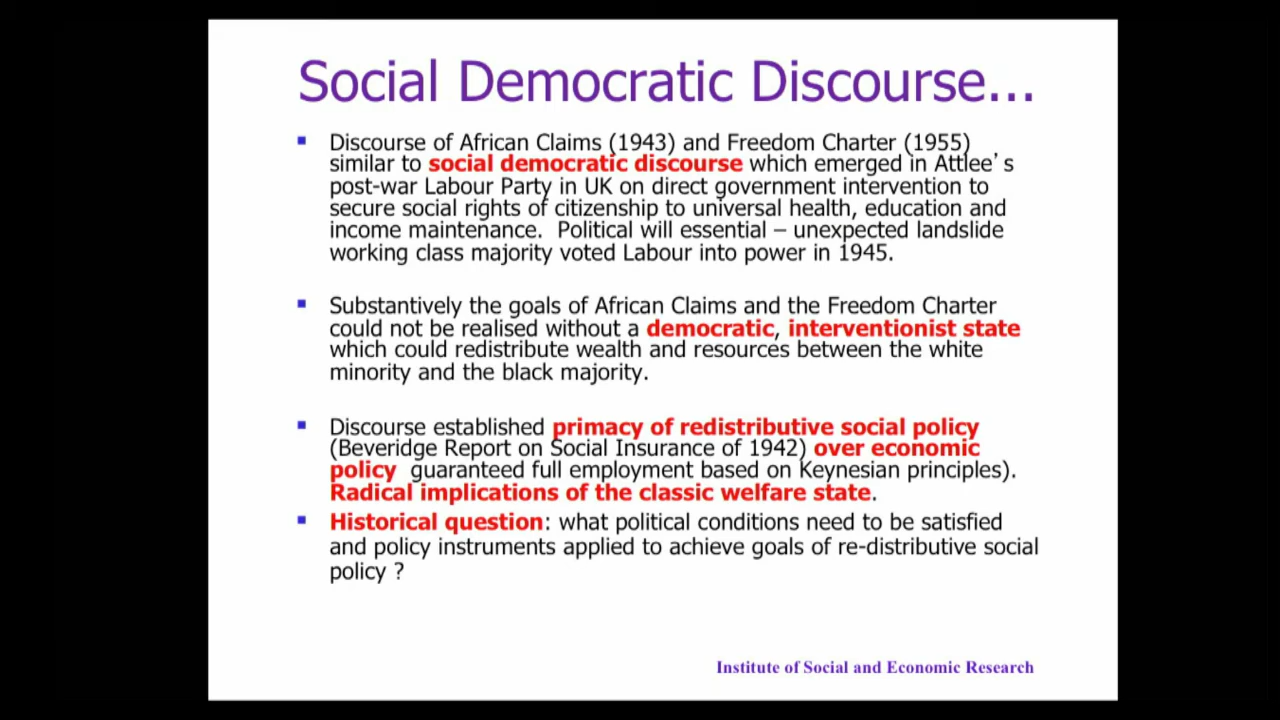 Social Democratic Discourse...
Discourse of African Claims (1943) and Freedom Charter (1955)
similar to social democratic discourse which emerged in Attlee’s
post-war Labour Party in UK on direct government intervention to
secure social rights of citizenship to universal health, education and
income maintenance.  Political will essential – unexpected landslide
working class majority voted Labour into power in 1945.
Substantively the goals of African Claims and the Freedom Charter
could not be realised without a democratic, interventionist state
which could redistribute wealth and resources between the white
minority and the black majority.
Discourse established primacy of redistributive social policy
(Beveridge Report on Social Insurance of 1942) over economic
policy  guaranteed full employment based on Keynesian principles).
Radical implications of the classic welfare state.
Historical question: what political conditions need to be satisfied
and policy instruments applied to achieve goals of re-distributive social
policy ?
Institute of Social and Economic Research